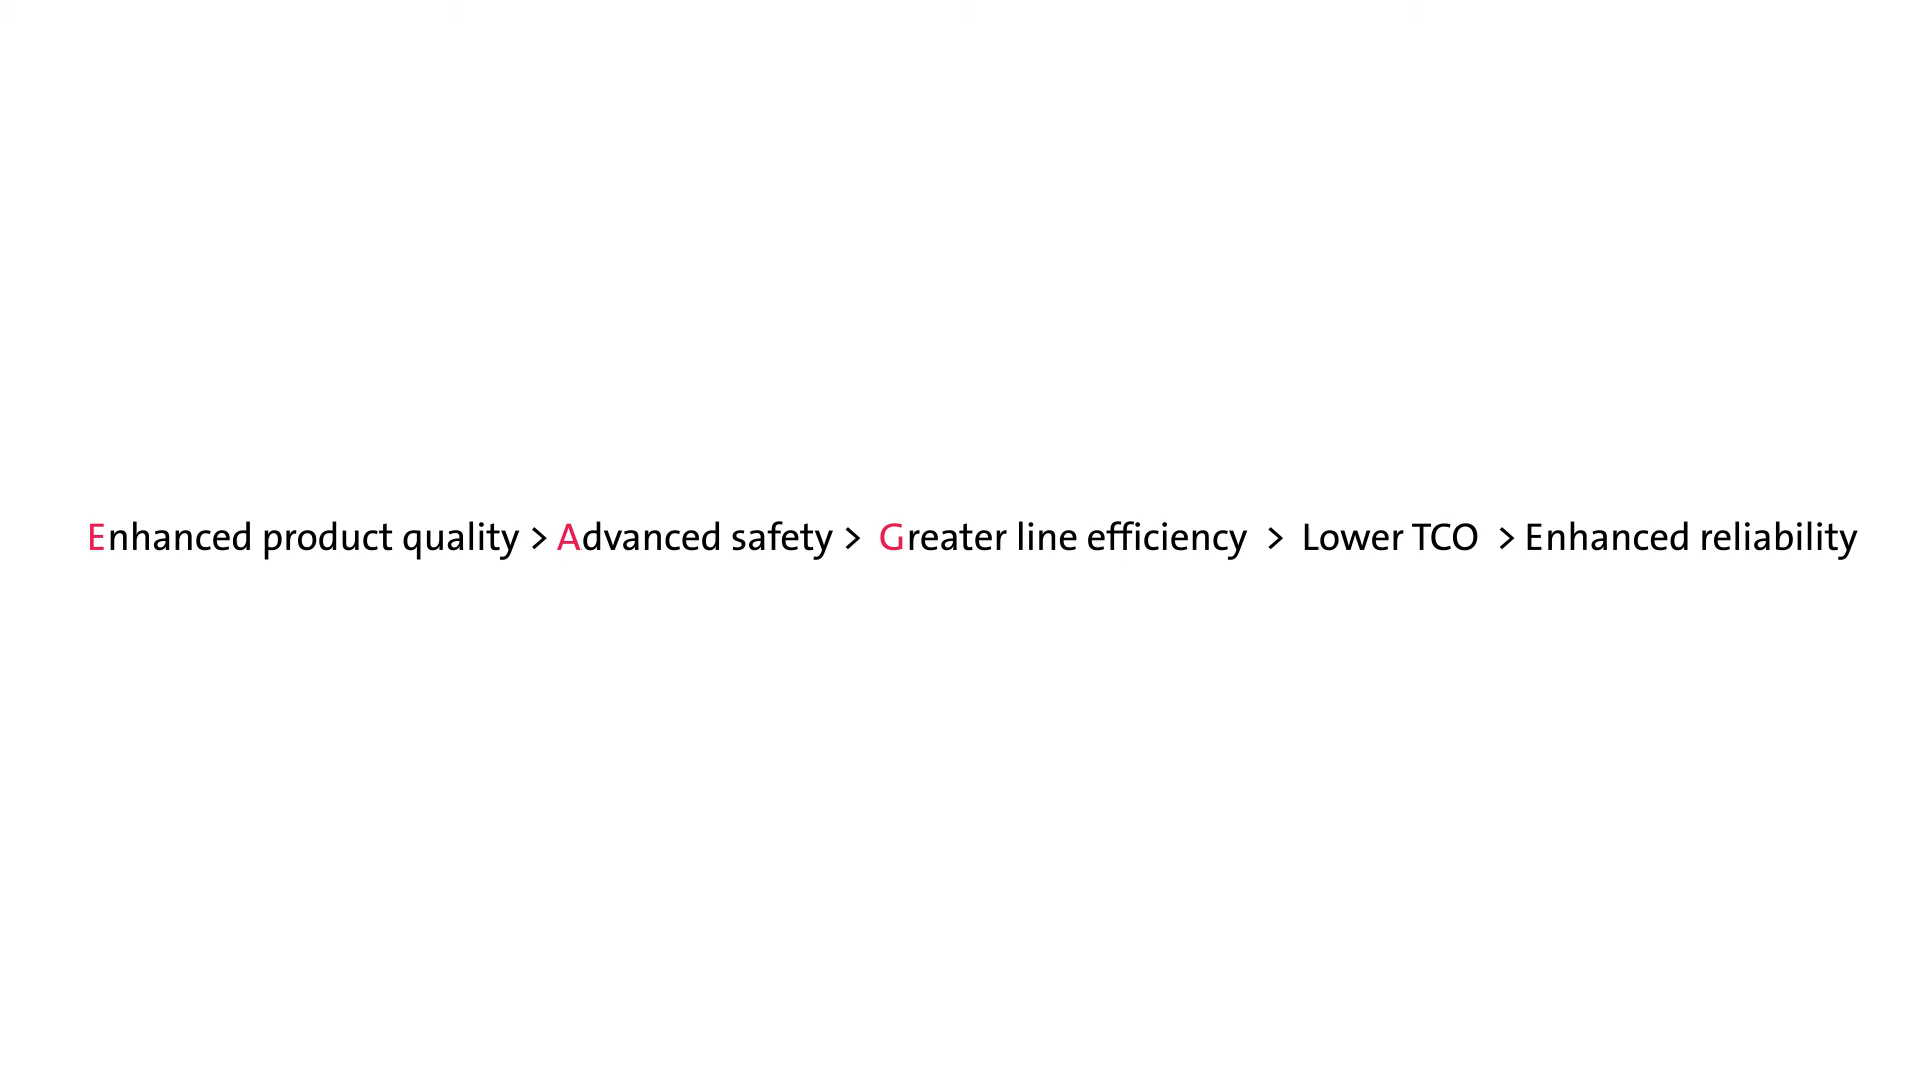 Enhanced product quality > Advanced safety > Greater line efficiency > Lower TCO > Enhanced reliability